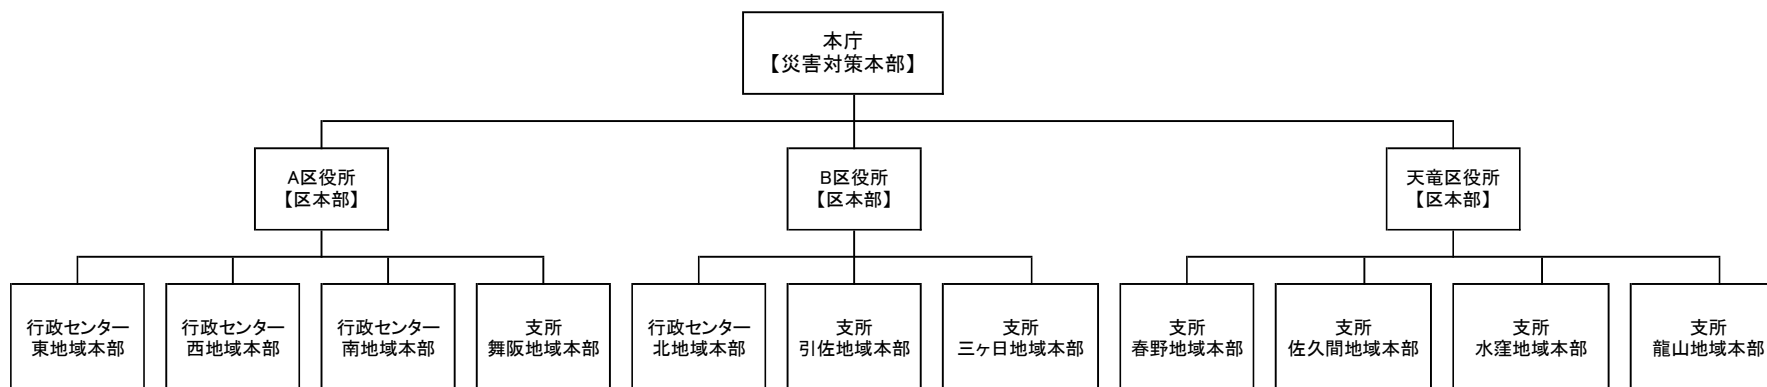 本庁
【災害対策本部】
A区役所
【区本部】
B区役所
【区本部】
天竜区役所
【区本部】
行政センター
東地域本部
行政センター
西地域本部
行政センター
南地域本部
支所
舞阪地域本部
行政センター
北地域本部
支所
引佐地域本部
支所
三ヶ日地域本部
支所
春野地域本部
支所
佐久間地域本部
支所
水窪地域本部
支所
龍山地域本部